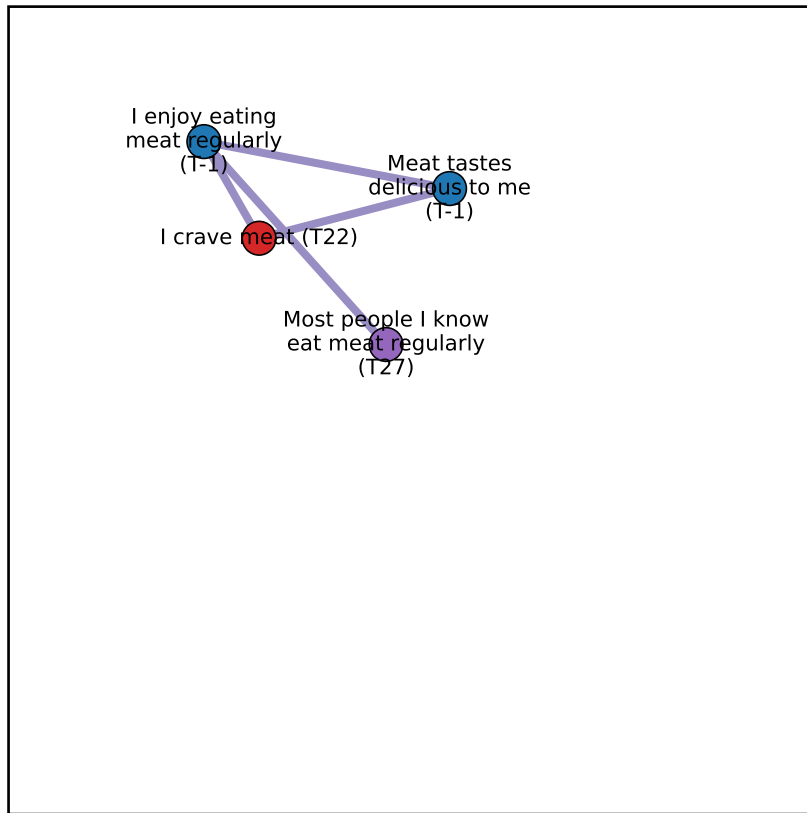 I enjoy eating
meat regularly
(T-1)
Meat tastes
delicious to me
(T-1)
I crave meat (T22)
Most people I know
eat meat regularly
(T27)